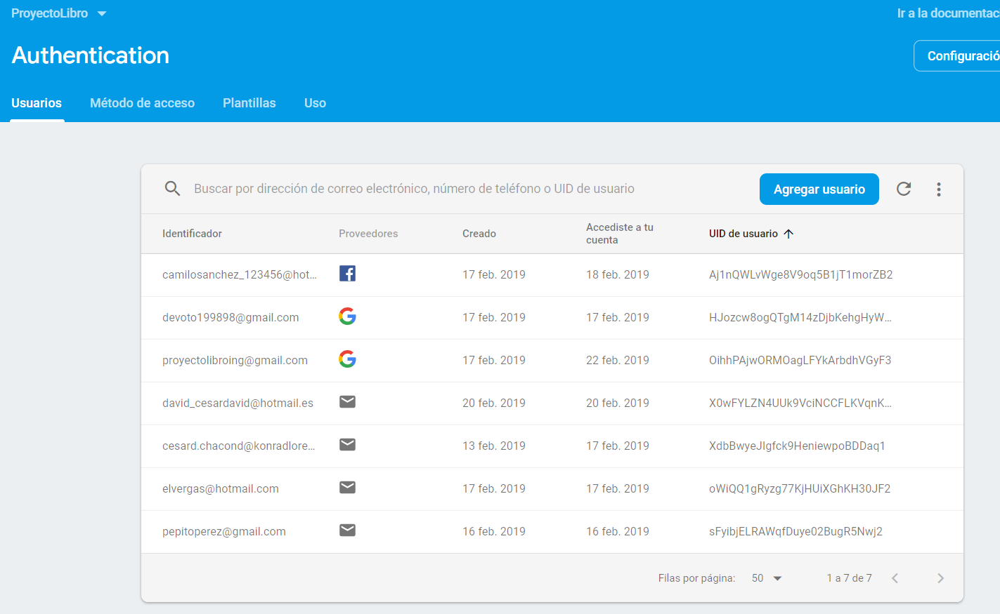 ProyectoLibro
Ir a la documentac
Authentication
Configuració
Usuarios Método de acceso Plantillas Uso
Buscar por dirección de correo electrónico, número de teléfono o UID de usuario
Agregar usuario
Identificador Proveedores Creado Accediste a tu cuenta UID de usuario
camilosanchez_123456@hot... 17 feb. 2019 18 feb. 2019 Aj1nQWLvWge8V9oq5B1jT1morZB2
devoto199898@gmail.com 17 feb. 2019 17 feb. 2019 HJozcw8ogQTgM14zDjbKehgHyW...
proyectolibroing@gmail.com 17 feb. 2019 22 feb. 2019 OihhPAjwORMOagLFYkArbdhVGyF3
david_cesardavid@hotmail.es 20 feb. 2019 20 feb. 2019 X0wFYLZN4UUk9VciNCCFLKVqnK...
cesard.chacond@konradlore... 13 feb. 2019 17 feb. 2019 XdbBwyeJIgfck9HeniewpoBDDaq1
elvergas@hotmail.com 17 feb. 2019 17 feb. 2019 oWiQQ1gRyzg77KjHUiXGhKH30JF2
pepitoperez@gmail.com 16 feb. 2019 16 feb. 2019 sFyibjELRAWqfDuye02BugR5Nwj2
Filas por página: 50 1 a 7 de 7